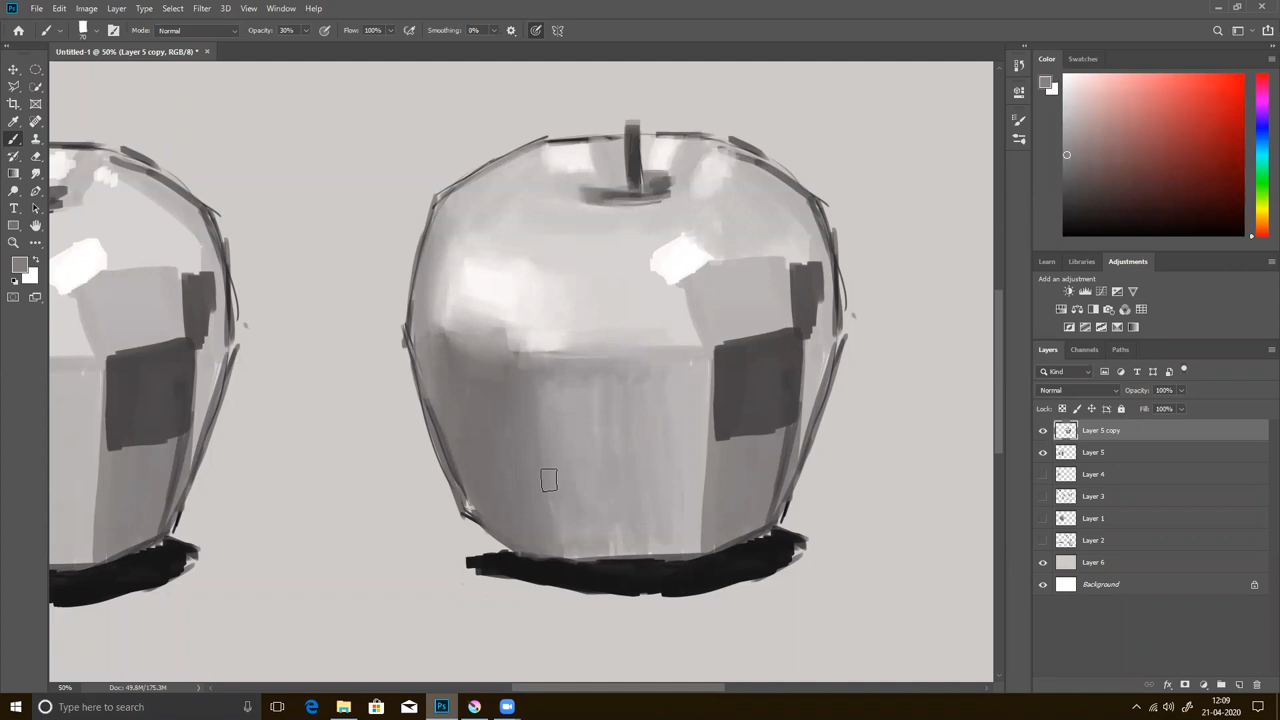 Ps File Edit Image Layer Type Select Filter 3D View Window Help
70 Mode: Normal Opacity: 30% Flow: 100% Smoothing: 0%
Untitled-1 @ 50% (Layer 5 copy, RGB/8) * ×
Color Swatches
Learn Libraries Adjustments
Add an adjustment
Layers Channels Paths
Kind
Normal Opacity: 100%
Lock: Fill: 100%
Layer 5 copy
Layer 5
Layer 4
Layer 3
Layer 1
Layer 2
Layer 6
Background
fx
50% Doc: 49.8M/175.3M
Type here to search Ps 12:09
21-04-2020